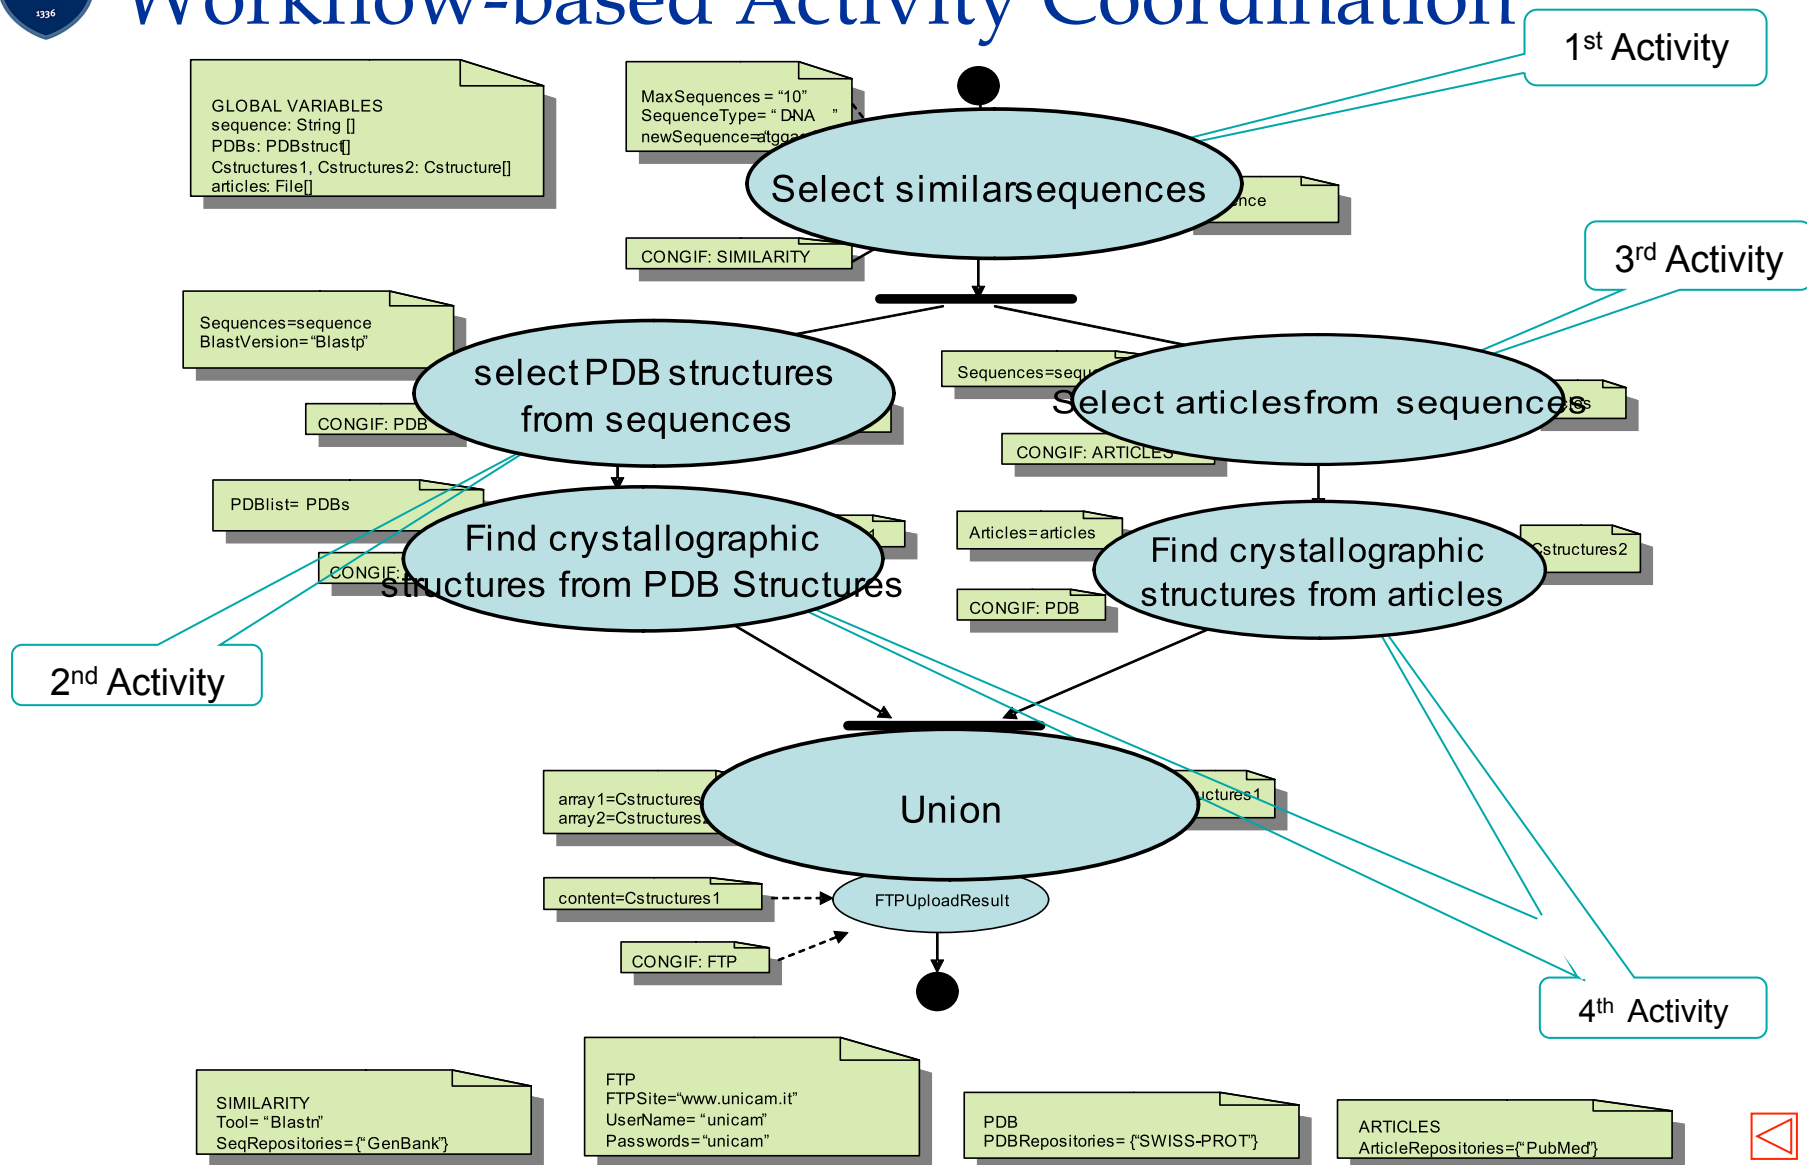 1336
Workflow-based Activity Coordination
1st Activity
GLOBAL VARIABLES
sequence: String []
PDBs: PDBstruct[]
Cstructures1, Cstructures2: Cstructure[]
articles: File[]
MaxSequences = “10”
SequenceType= “ DNA ”
Select similarsequences
CONGIF: SIMILARITY
3rd Activity
Sequences=sequence
BlastVersion=“Blastp”
select PDB structures
from sequences
CONGIF: PDB
Select articlesfrom sequences
CONGIF: ARTICLES
PDBlist= PDBs
Find crystallographic
structures from PDB Structures
CONGIF:
Articles=articles
Find crystallographic
structures from articles
Cstructures2
CONGIF: PDB
2nd Activity
array1=Cstructures
array2=Cstructures2
Union
content=Cstructures1
FTPUploadResult
CONGIF: FTP
4th Activity
SIMILARITY
Tool= “Blastn”
SeqRepositories={“GenBank”}
FTP
FTPSite=“www.unicam.it”
UserName= “unicam”
Passwords=“unicam”
PDB
PDBRepositories= {“SWISS-PROT”}
ARTICLES
ArticleRepositories={“PubMed”}